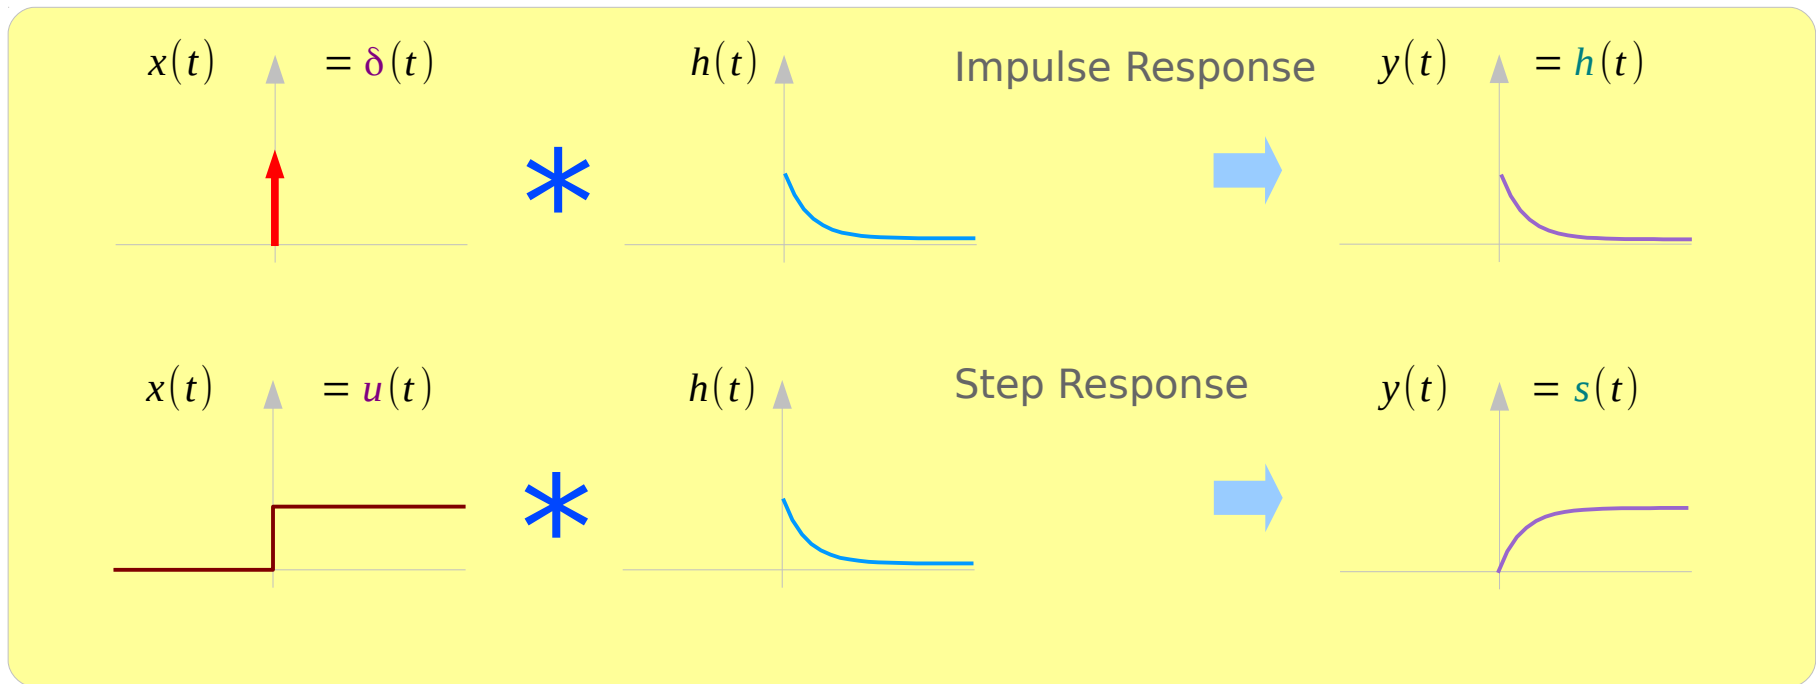 x(t) = δ(t) h(t) Impulse Response y(t) = h(t)
*
x(t) = u(t) h(t) Step Response y(t) = s(t)
*